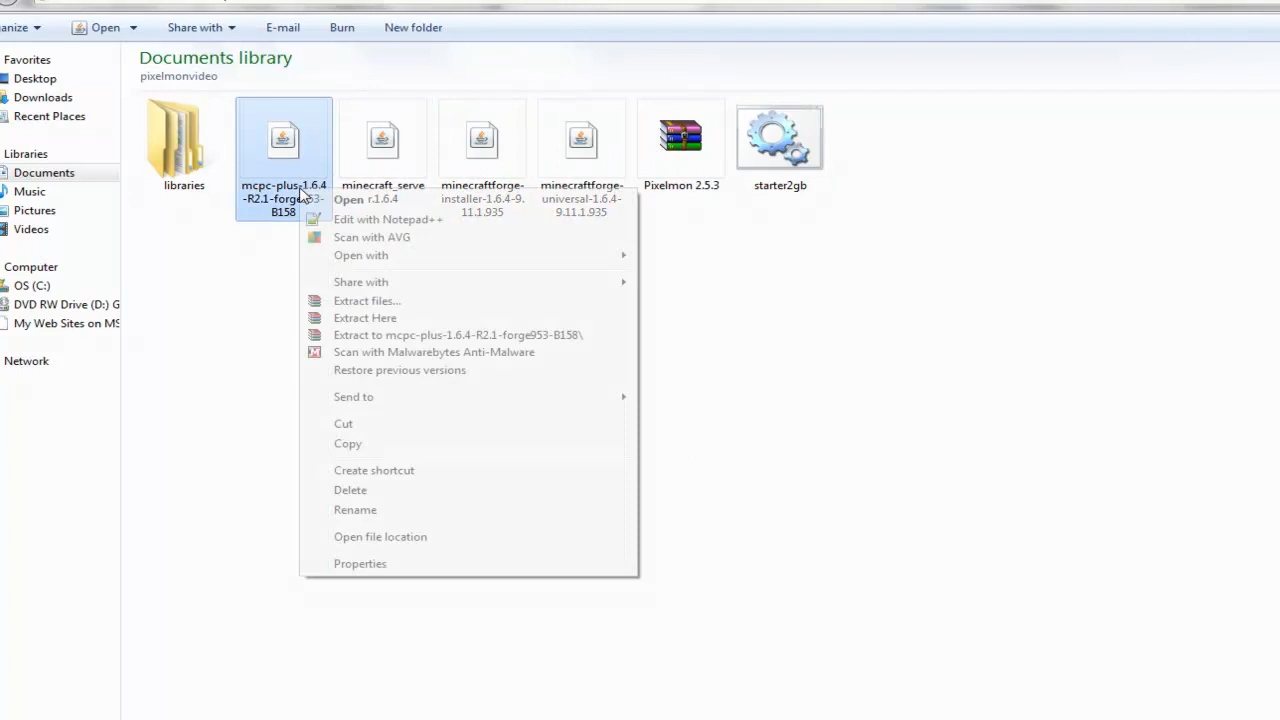 anize
Open
Share with
E-mail
Burn
New folder
Favorites
Desktop
Downloads
Recent Places
Libraries
Documents
Music
Pictures
Videos
Computer
OS (C:)
DVD RW Drive (D:) G
My Web Sites on MS
Network
Documents library
pixelmonvideo
libraries
mcpc-plus-1.6.4
-R2.1-forge953-
B158
minecraft_serve
r.1.6.4
minecraftforge-
installer-1.6.4-9.
11.1.935
minecraftforge-
universal-1.6.4-
9.11.1.935
Pixelmon 2.5.3
starter2gb
Open
Edit with Notepad++
Scan with AVG
Open with
Share with
Extract files...
Extract Here
Extract to mcpc-plus-1.6.4-R2.1-forge953-B158\
Scan with Malwarebytes Anti-Malware
Restore previous versions
Send to
Cut
Copy
Create shortcut
Delete
Rename
Open file location
Properties